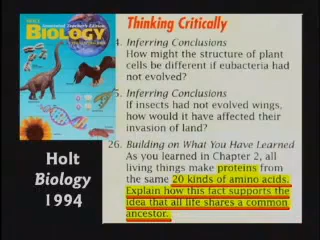 HOLT
BIOLOGY
Holt
Biology
1994
Thinking Critically
4. Inferring Conclusions
How might the structure of plant
cells be different if eubacteria had
not evolved?
5. Inferring Conclusions
If insects had not evolved wings,
how would it have affected their
invasion of land?
26. Building on What You Have Learned
As you learned in Chapter 2, all
living things make proteins from
the same 20 kinds of amino acids.
Explain how this fact supports the
idea that all life shares a common
ancestor.